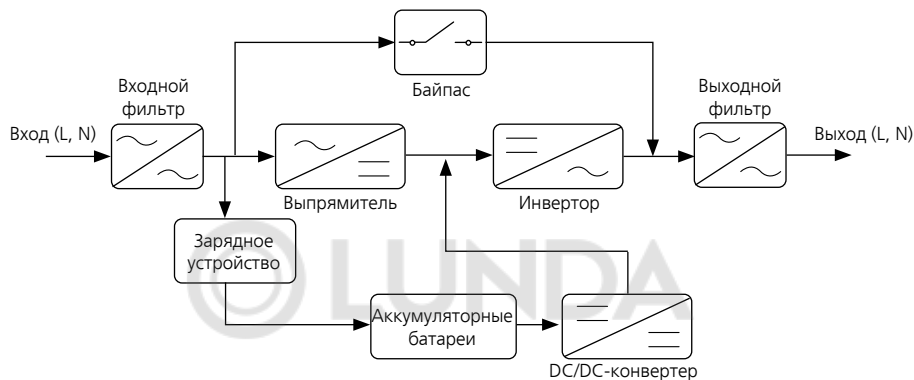 Байпас
Входной
фильтр
Выходной
фильтр
Вход (L, N)
Выход (L, N)
Выпрямитель
Инвертор
Зарядное
устройство
LUNDA
Аккумуляторные
батареи
DC/DC-конвертер